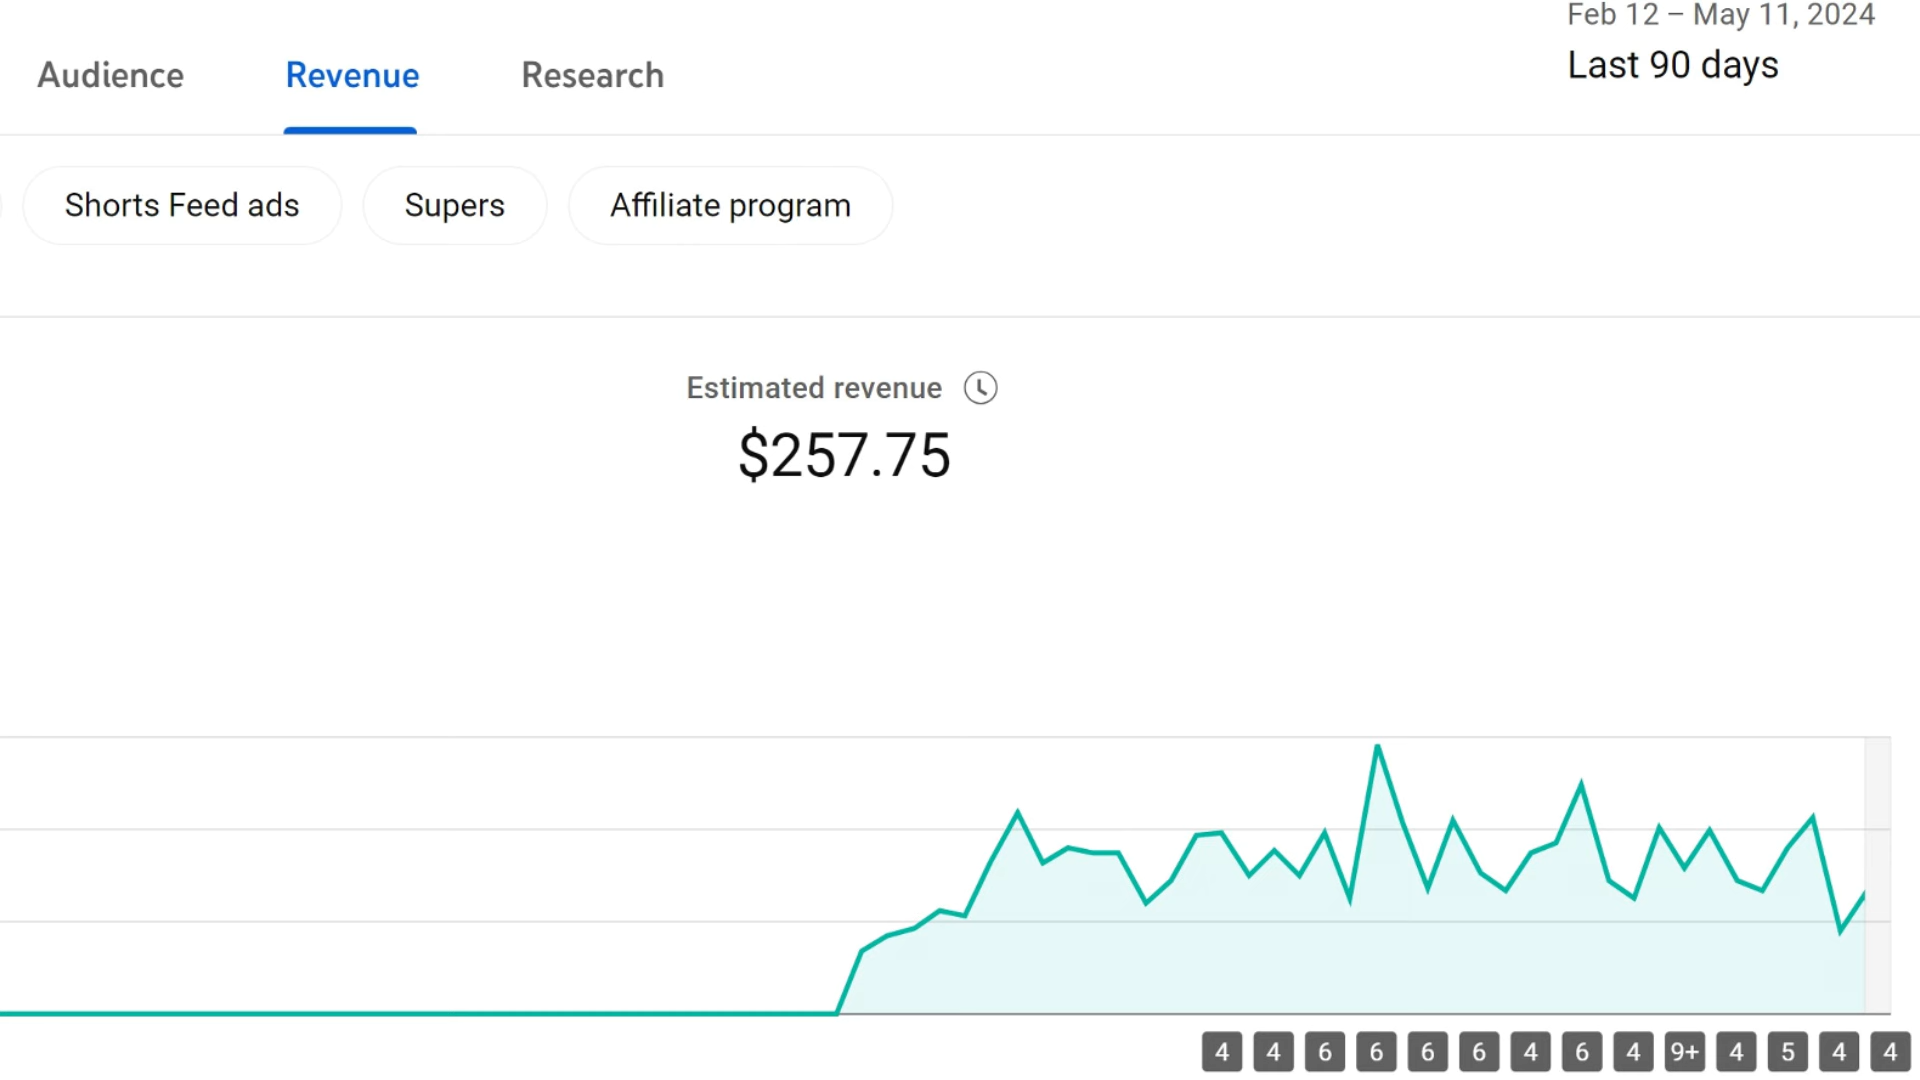 Feb 12 – May 11, 2024
Audience Revenue Research Last 90 days
Shorts Feed ads Supers Affiliate program
Estimated revenue
$257.75
4 4 6 6 6 6 4 6 4 9+ 4 5 4 4